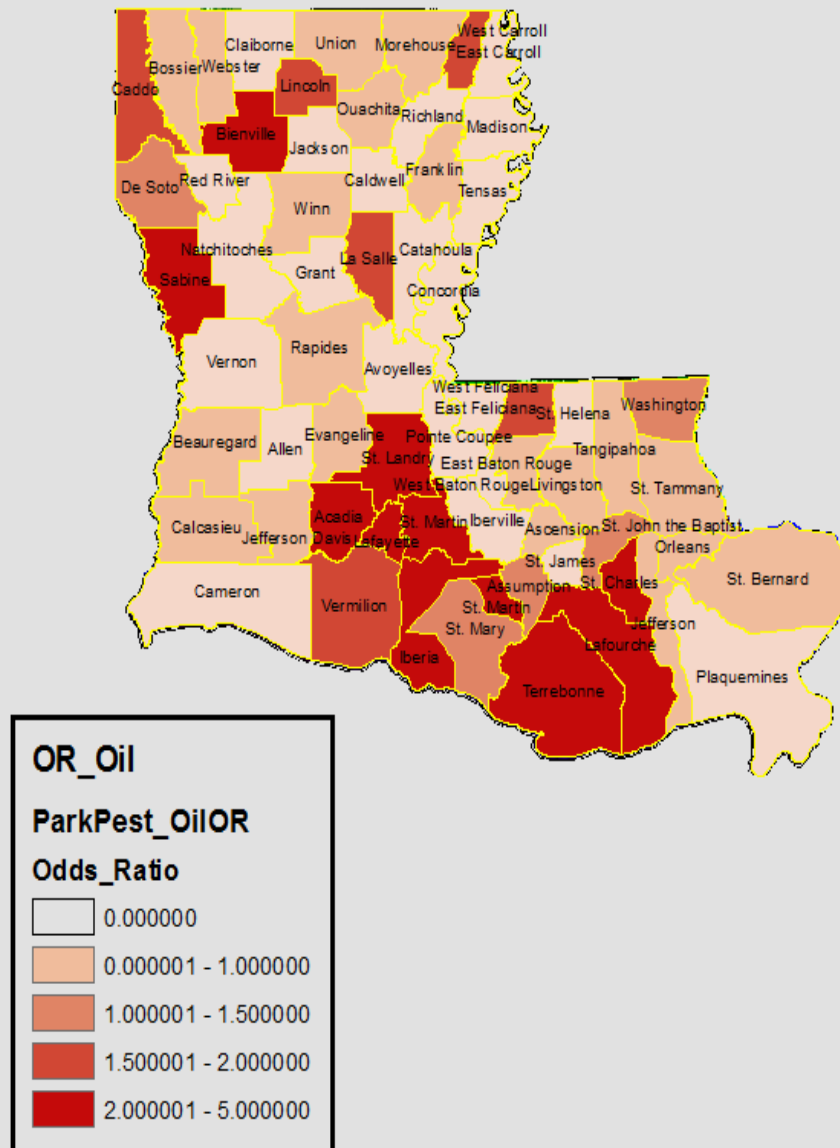 West Carroll
Claiborne
Union
Morehouse
East Carroll
Bossier
Webster
Caddo
Lincoln
Ouachita
Richland
Madison
Bienville
Jackson
Franklin
De Soto
Red River
Caldwell
Tensas
Winn
Natchitoches
La Salle
Catahoula
Sabine
Grant
Concordia
Vernon
Rapides
Avoyelles
West Feliciana
East Feliciana
St. Helena
Washington
Beauregard
Allen
Evangeline
Pointe Coupee
Tangipahoa
St. Landry
East Baton Rouge
West Baton Rouge
Livingston
St. Tammany
Calcasieu
Jefferson Davis
Acadia
Lafayette
St. Martin
Iberville
Ascension
St. John the Baptist
Orleans
St. James
St. Charles
St. Bernard
Cameron
Vermilion
Assumption
St. Martin
St. Mary
Jefferson
Lafourche
Iberia
Terrebonne
Plaquemines
OR_Oil
ParkPest_OilOR
Odds_Ratio
0.000000
0.000001 - 1.000000
1.000001 - 1.500000
1.500001 - 2.000000
2.000001 - 5.000000